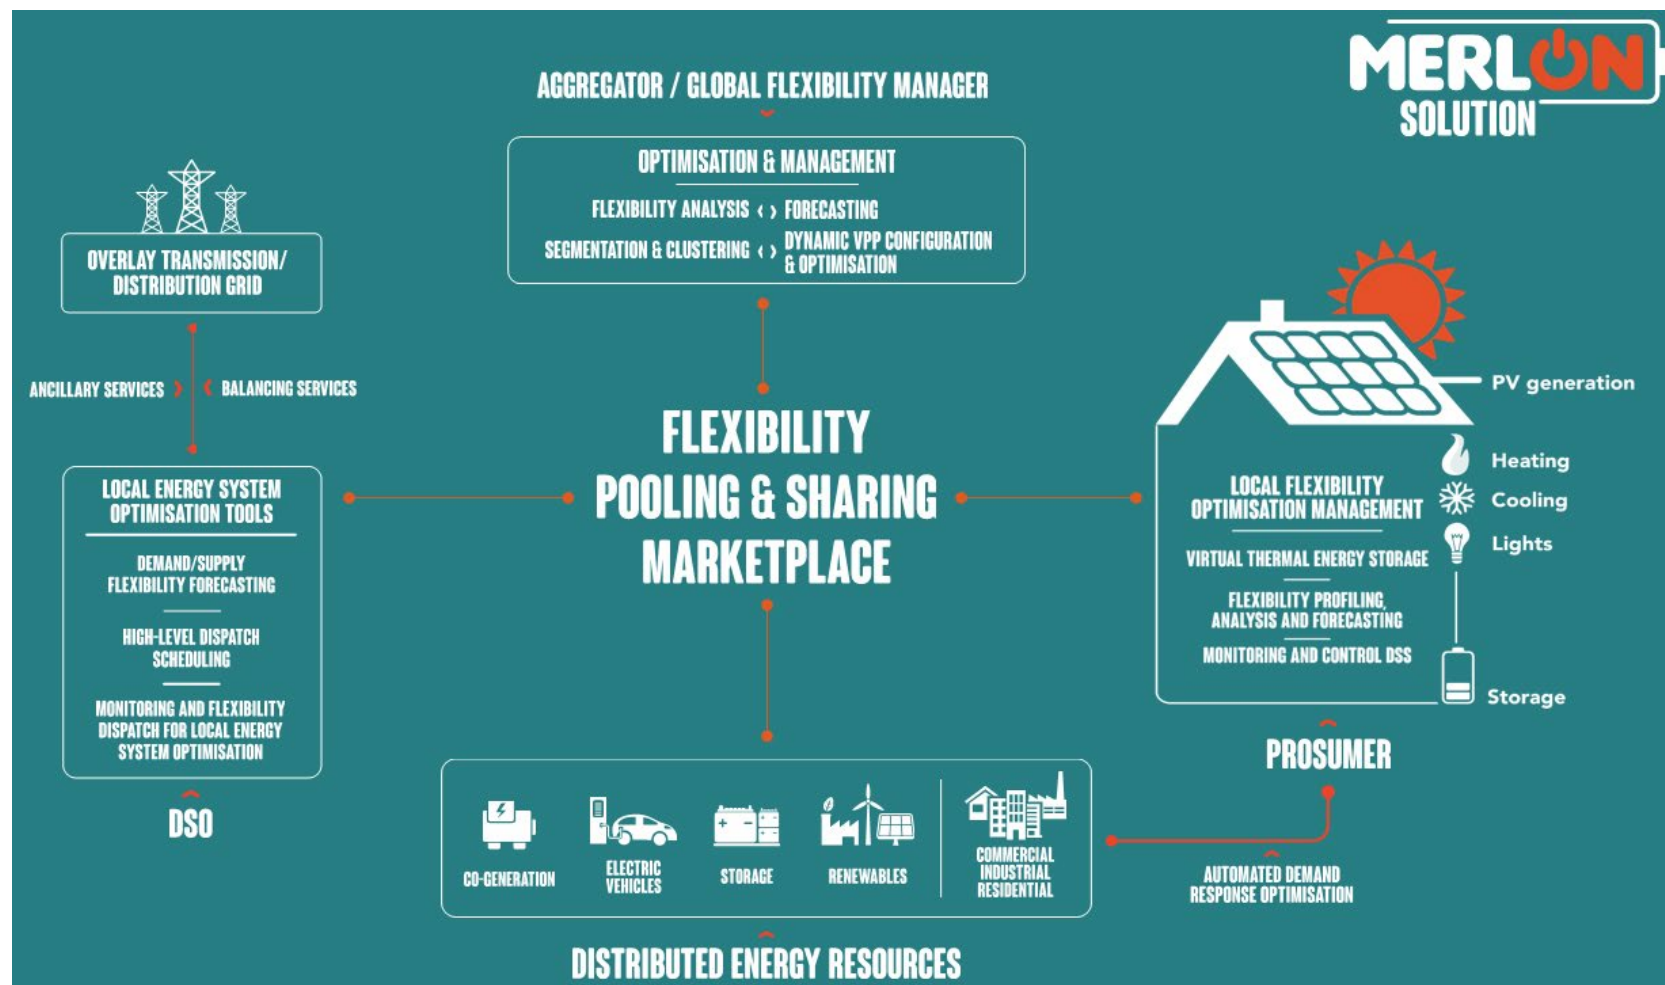 MERLON
SOLUTION
AGGREGATOR / GLOBAL FLEXIBILITY MANAGER
OPTIMISATION & MANAGEMENT
FLEXIBILITY ANALYSIS ‹ › FORECASTING
SEGMENTATION & CLUSTERING ‹ › DYNAMIC VPP CONFIGURATION
& OPTIMISATION
OVERLAY TRANSMISSION/
DISTRIBUTION GRID
ANCILLARY SERVICES
BALANCING SERVICES
LOCAL ENERGY SYSTEM
OPTIMISATION TOOLS
DEMAND/SUPPLY
FLEXIBILITY FORECASTING
HIGH-LEVEL DISPATCH
SCHEDULING
MONITORING AND FLEXIBILITY
DISPATCH FOR LOCAL ENERGY
SYSTEM OPTIMISATION
DSO
FLEXIBILITY
POOLING & SHARING
MARKETPLACE
PV generation
Heating
Cooling
Lights
Storage
LOCAL FLEXIBILITY
OPTIMISATION MANAGEMENT
VIRTUAL THERMAL ENERGY STORAGE
FLEXIBILITY PROFILING,
ANALYSIS AND FORECASTING
MONITORING AND CONTROL DSS
PROSUMER
AUTOMATED DEMAND
RESPONSE OPTIMISATION
CO-GENERATION
ELECTRIC
VEHICLES
STORAGE
RENEWABLES
COMMERCIAL
INDUSTRIAL
RESIDENTIAL
DISTRIBUTED ENERGY RESOURCES